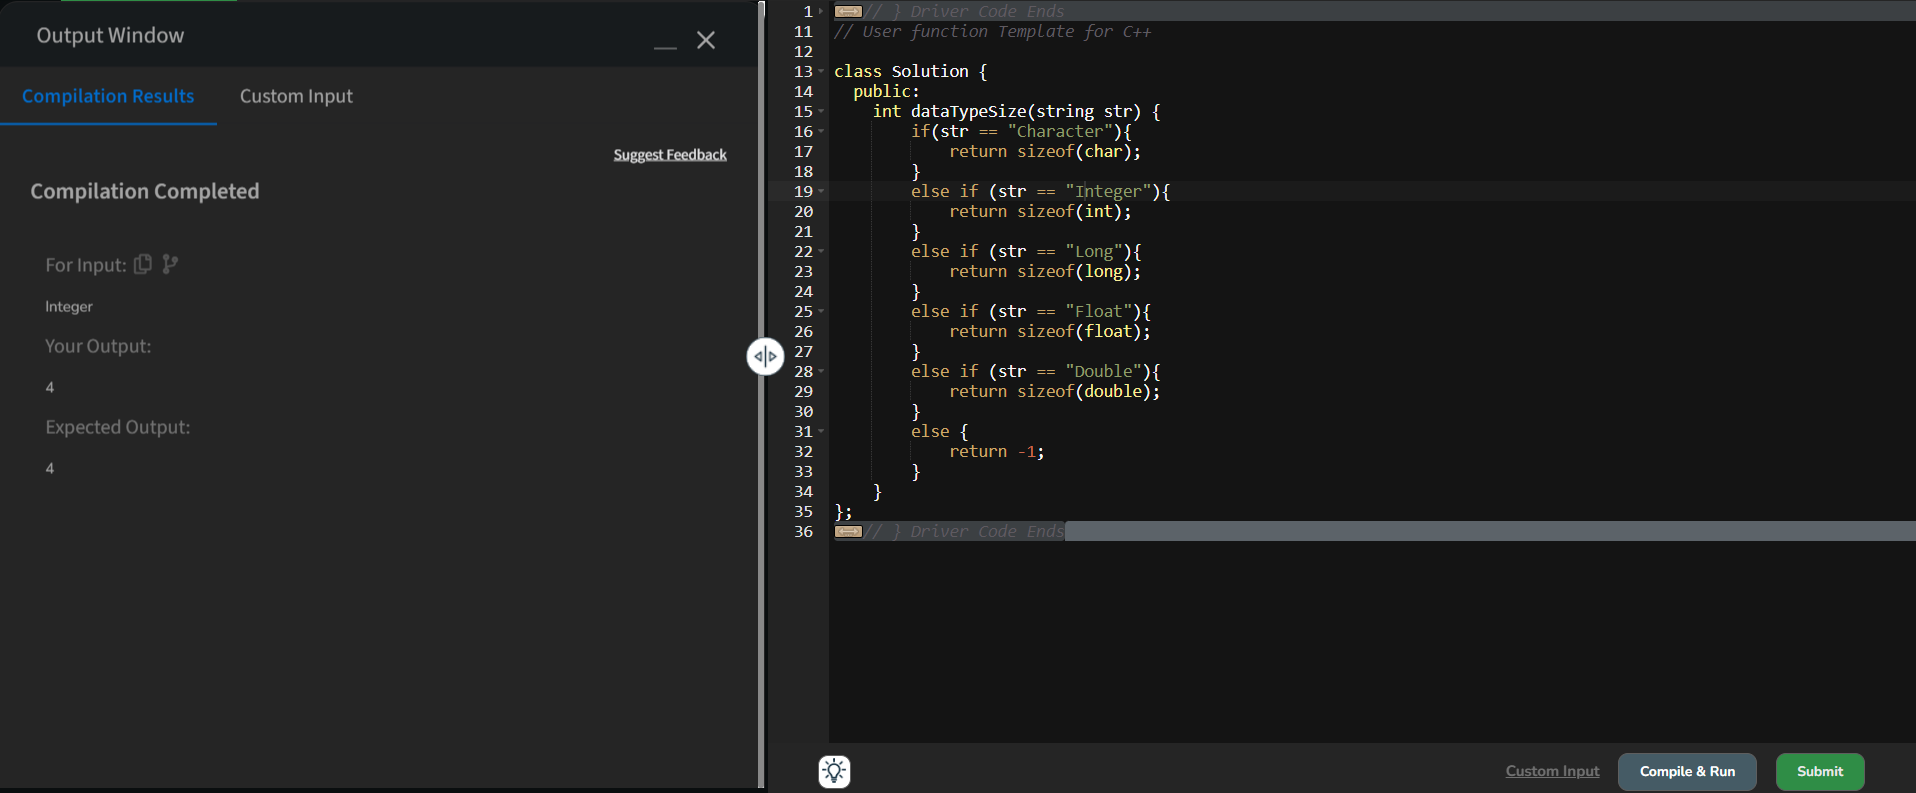 Output Window
Compilation Results
Custom Input
Suggest Feedback
Compilation Completed
For Input:
Integer
Your Output:
4
Expected Output:
4
1 // } Driver Code Ends
11 // User function Template for C++
12
13 class Solution {
14   public:
15     int dataTypeSize(string str) {
16         if(str == "Character"){
17             return sizeof(char);
18         }
19         else if (str == "Integer"){
20             return sizeof(int);
21         }
22         else if (str == "Long"){
23             return sizeof(long);
24         }
25         else if (str == "Float"){
26             return sizeof(float);
27         }
28         else if (str == "Double"){
29             return sizeof(double);
30         }
31         else {
32             return -1;
33         }
34     }
35 };
36 // } Driver Code Ends
Custom Input
Compile & Run
Submit